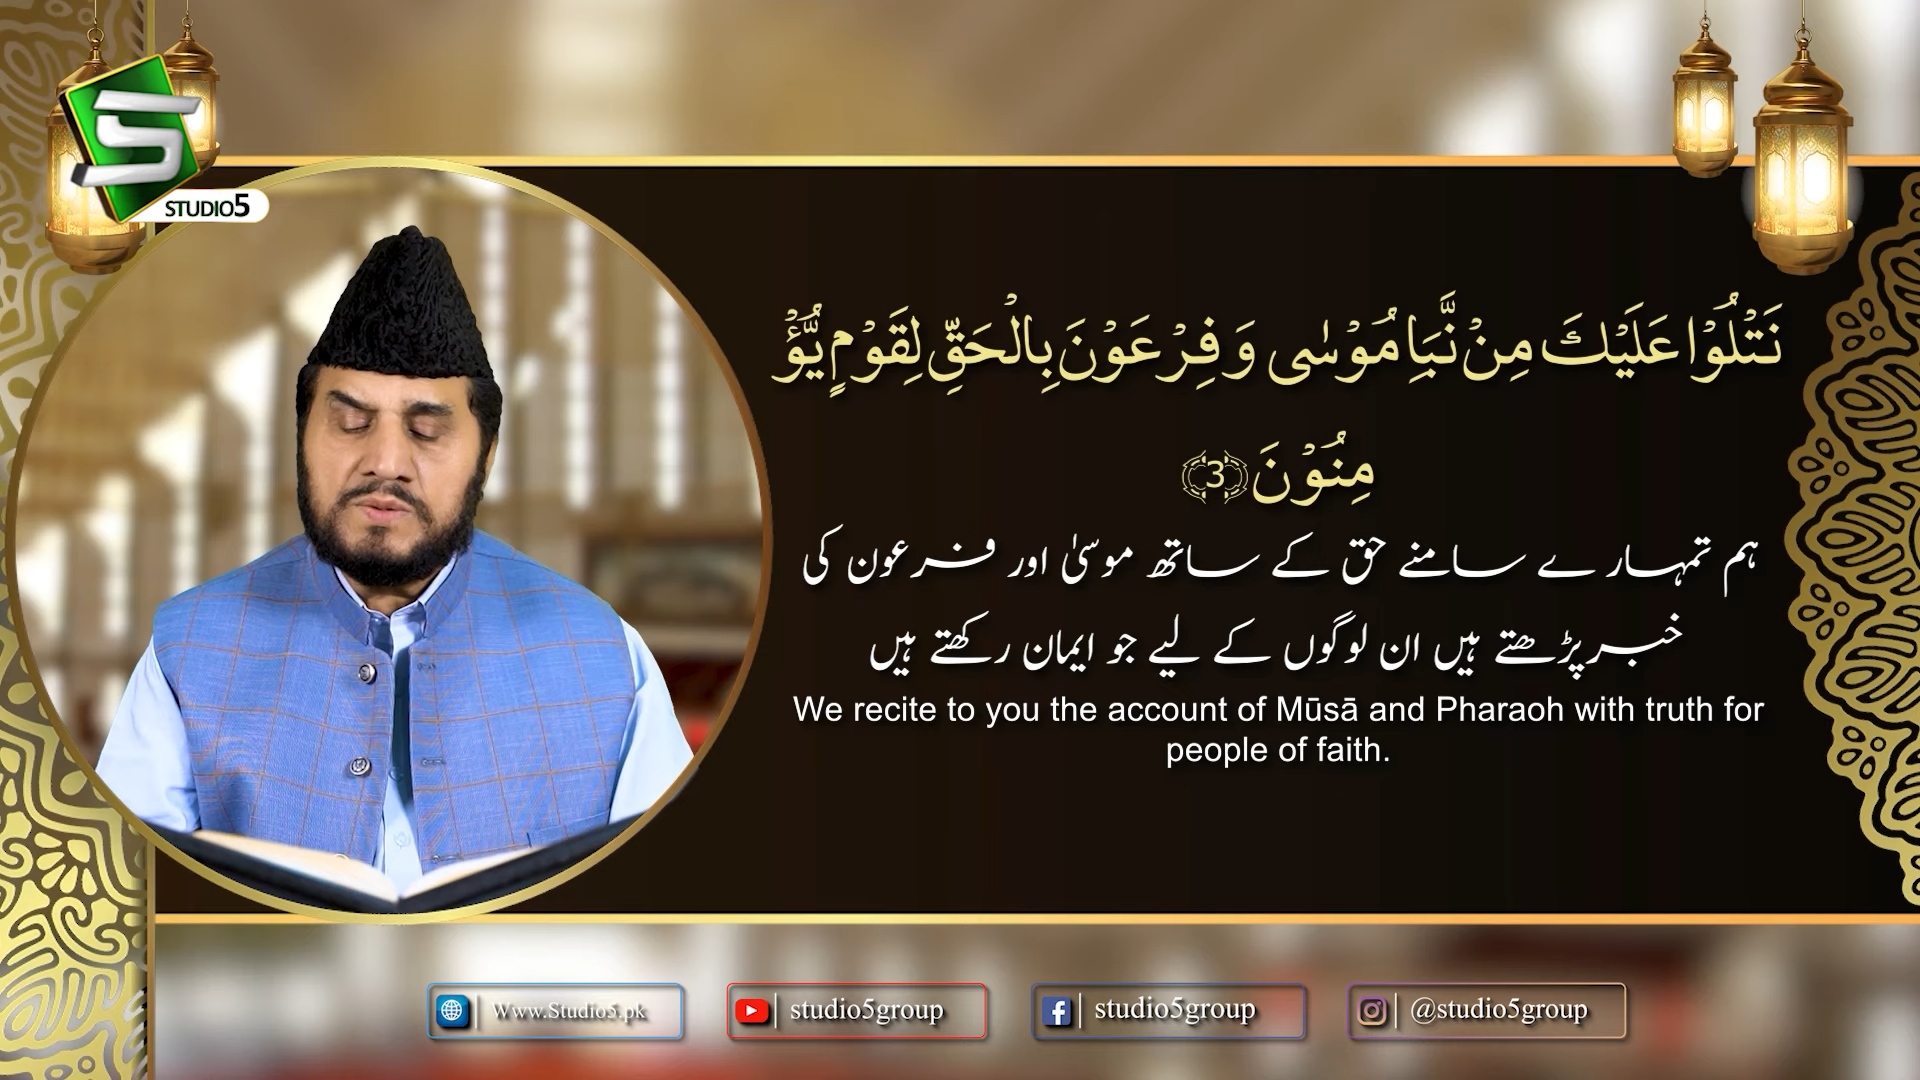 STUDIO5
نَتْلُوْا عَلَيْكَ مِنْ نَّبَاِ مُوْسٰى وَ فِرْعَوْنَ بِالْحَقِّ لِقَوْمٍ يُّؤْ
مِنُوْنَ ﴿3﴾
ہم تمہارے سامنے حق کے ساتھ موسیٰ اور فرعون کی
خبر پڑھتے ہیں ان لوگوں کے لیے جو ایمان رکھتے ہیں
We recite to you the account of Mūsā and Pharaoh with truth for
people of faith.
Www.Studio5.pk
studio5group
studio5group
@studio5group